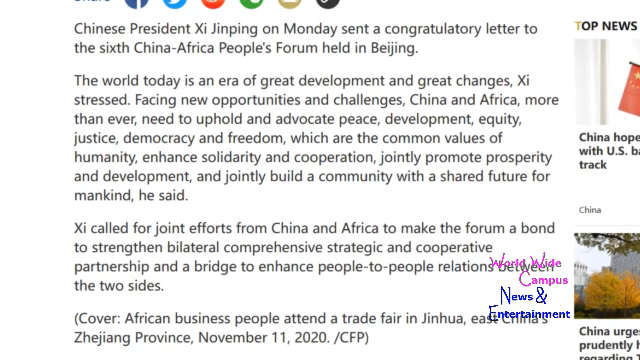 Chinese President Xi Jinping on Monday sent a congratulatory letter to
the sixth China-Africa People's Forum held in Beijing.
The world today is an era of great development and great changes, Xi
stressed. Facing new opportunities and challenges, China and Africa, more
than ever, need to uphold and advocate peace, development, equity,
justice, democracy and freedom, which are the common values of
humanity, enhance solidarity and cooperation, jointly promote prosperity
and development, and jointly build a community with a shared future for
mankind, he said.
Xi called for joint efforts from China and Africa to make the forum a bond
to strengthen bilateral comprehensive strategic and cooperative
partnership and a bridge to enhance people-to-people relations between
the two sides.
(Cover: African business people attend a trade fair in Jinhua, east China's
Zhejiang Province, November 11, 2020. /CFP)
TOP NEWS
China hope
with U.S. ba
track
China
China urges
prudently h
regarding T
World Wide
Campus
News &
Entertainment